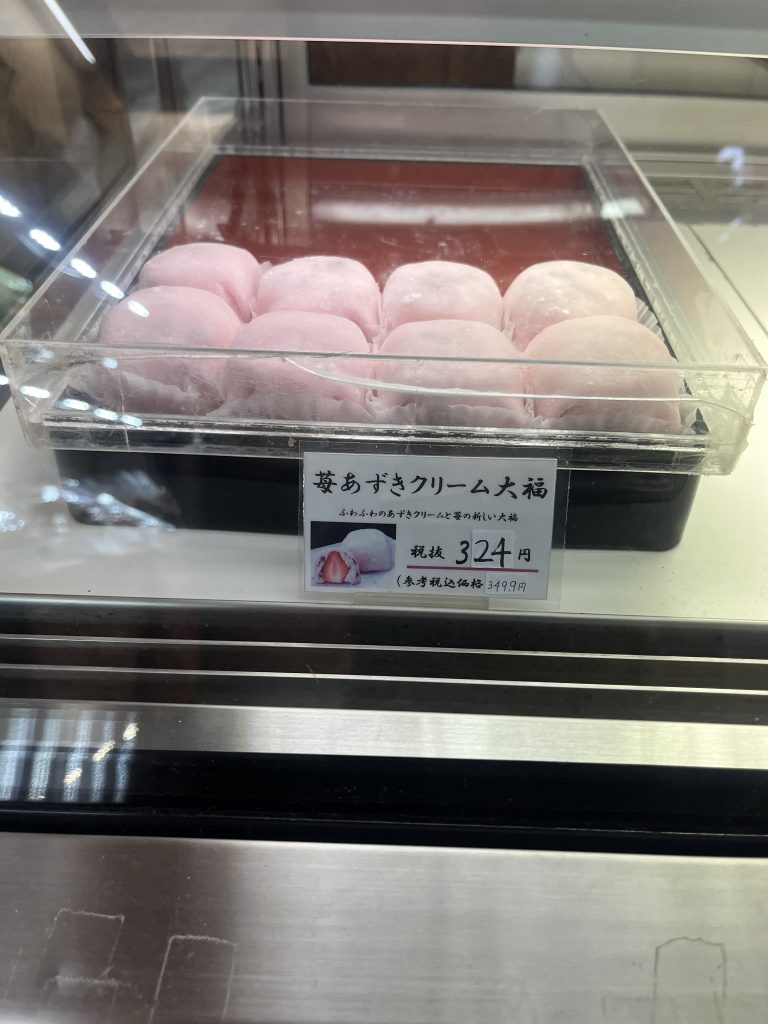 苺あずきクリーム大福
ふわふわのあずきクリームと苺の新しい大福
税抜 324円
(参考税込価格 349.9円